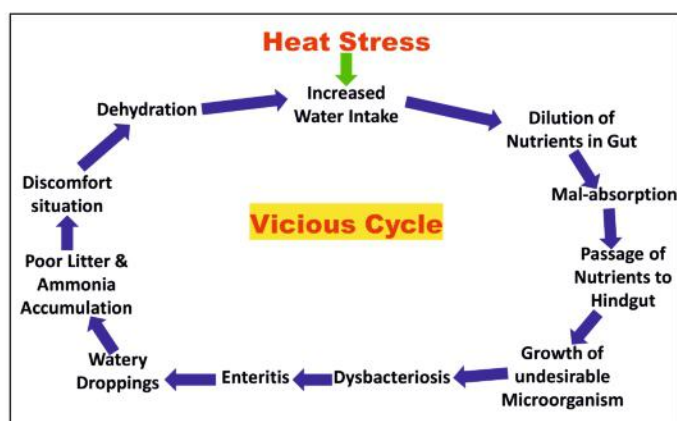 Heat Stress
Increased
Water Intake
Dilution of
Nutrients in Gut
Mal-absorption
Passage of
Nutrients to
Hindgut
Growth of
undesirable
Microorganism
Dysbacteriosis
Enteritis
Watery
Droppings
Poor Litter &
Ammonia
Accumulation
Discomfort
situation
Dehydration
Vicious Cycle